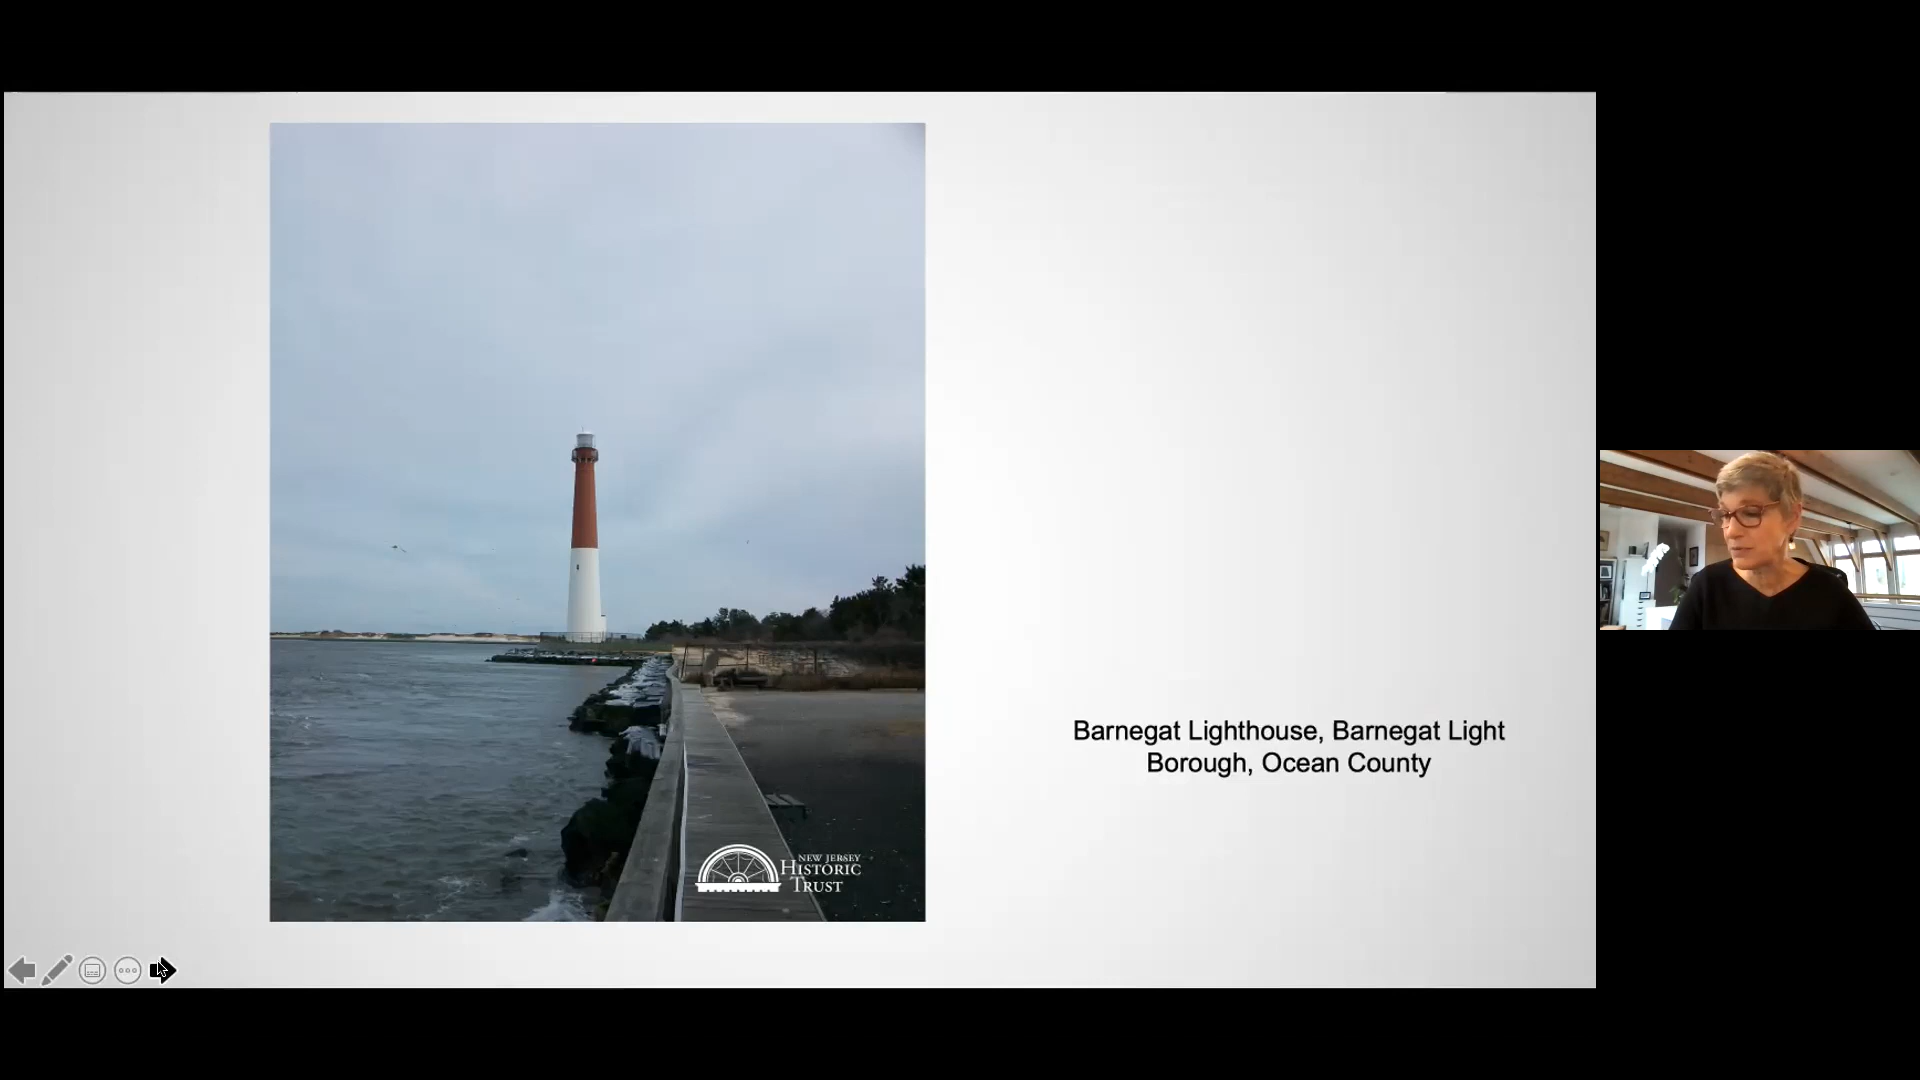 Barnegat Lighthouse, Barnegat Light
Borough, Ocean County
NEW JERSEY
HISTORIC
TRUST